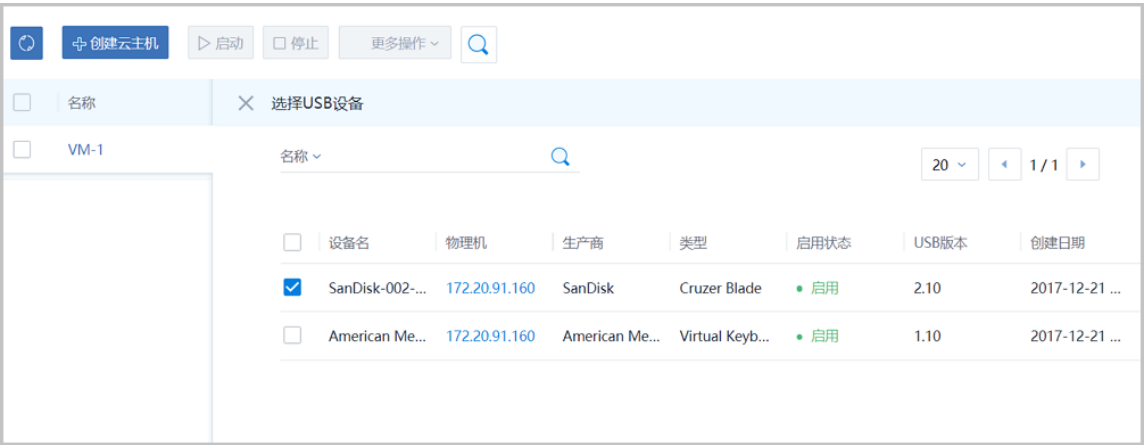 创建云主机 启动 停止 更多操作
名称 选择USB设备
VM-1 名称 20 1 / 1
设备名 物理机 生产商 类型 启用状态 USB版本 创建日期
SanDisk-002-... 172.20.91.160 SanDisk Cruzer Blade 启用 2.10 2017-12-21 ...
American Me... 172.20.91.160 American Me... Virtual Keyb... 启用 1.10 2017-12-21 ...